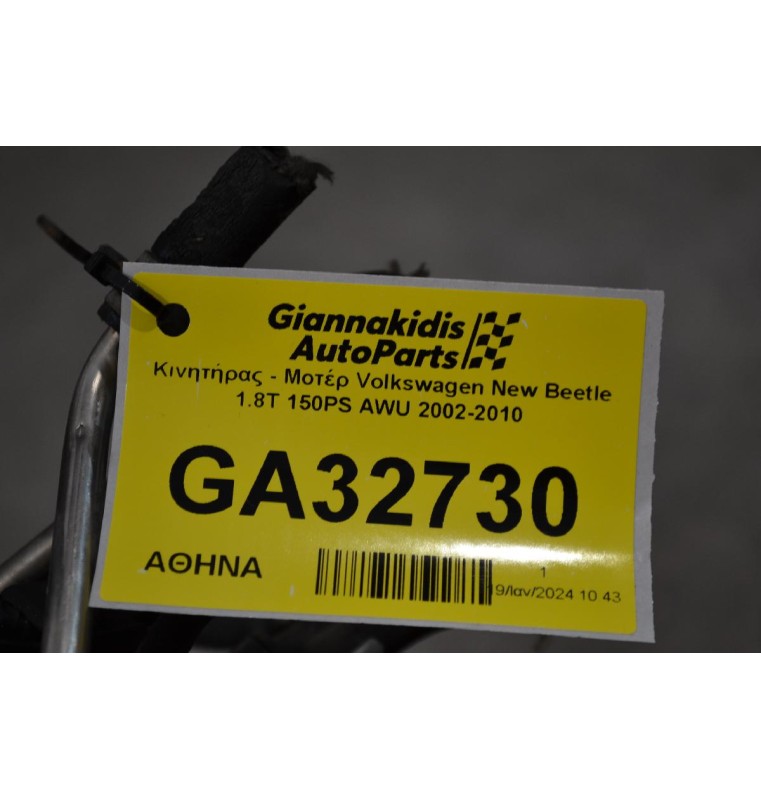 Giannakidis
AutoParts
Κινητήρας - Μοτέρ Volkswagen New Beetle
1.8T 150PS AWU 2002-2010
GA32730
ΑΘΗΝΑ
1
19/Ιαν/2024 10 43